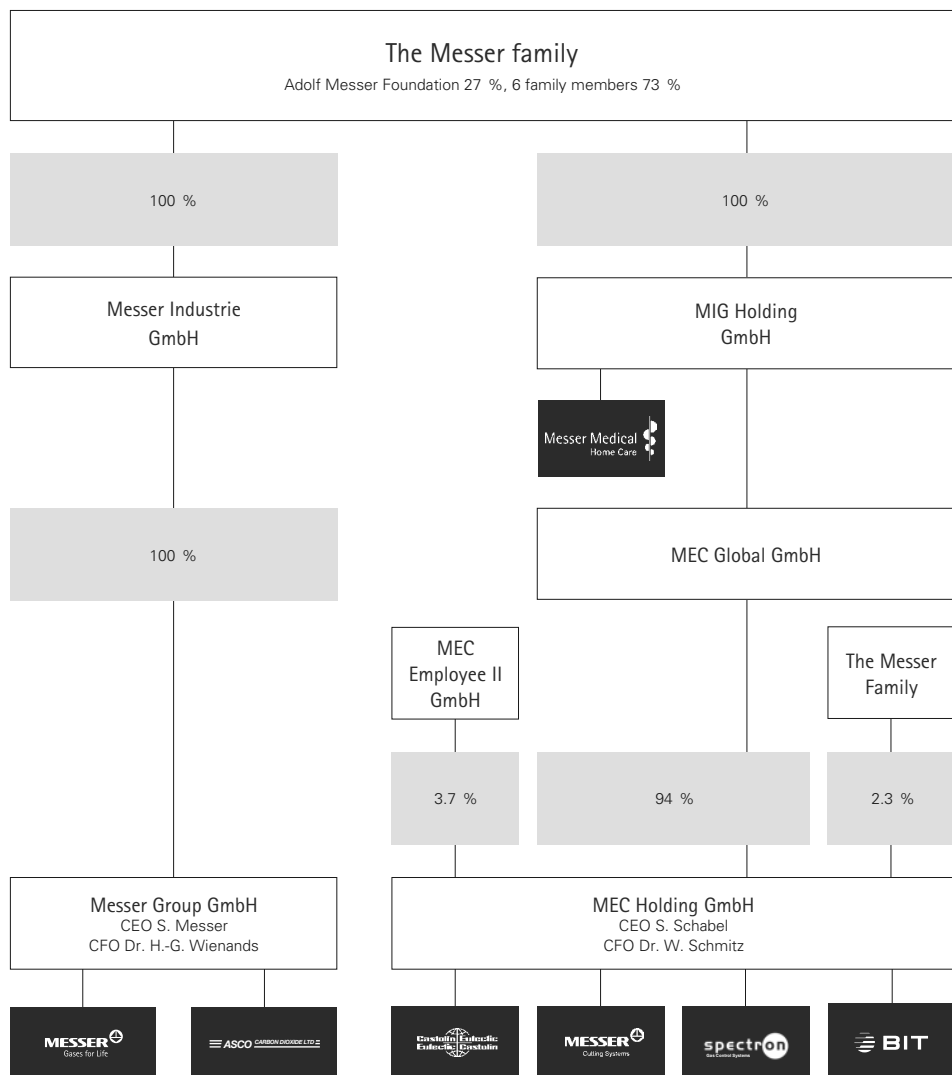 The Messer family
Adolf Messer Foundation 27 %, 6 family members 73 %
100 %
100 %
Messer Industrie
GmbH
MIG Holding
GmbH
Messer Medical
Home Care
100 %
MEC Global GmbH
MEC
Employee II
GmbH
The Messer
Family
3.7 %
94 %
2.3 %
Messer Group GmbH
CEO S. Messer
CFO Dr. H.-G. Wienands
MEC Holding GmbH
CEO S. Schabel
CFO Dr. W. Schmitz
MESSER
Gases for Life
ASCO CARBON DIOXIDE LTD
Castolin Eutectic
Eutectic Castolin
MESSER
Cutting Systems
spectron
Gas Control Systems
BIT